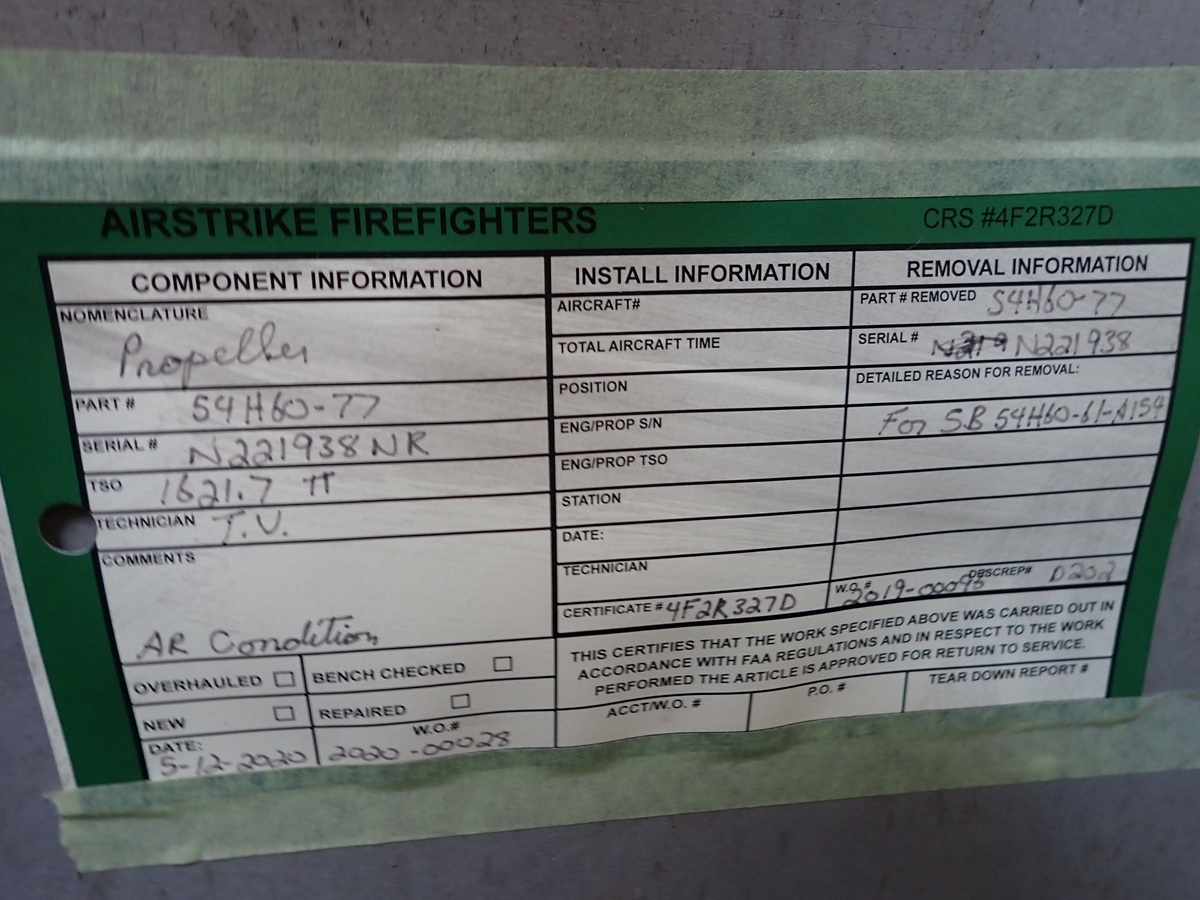 AIRSTRIKE FIREFIGHTERS
CRS #4F2R327D
COMPONENT INFORMATION
NOMENCLATURE
Propeller
PART # 54H60-77
SERIAL # N221938NR
TSO 1621.7 TT
TECHNICIAN T.V.
COMMENTS
AR Condition
OVERHAULED
BENCH CHECKED
NEW
REPAIRED
DATE: 5-12-2020
W.O.# 2020-00028
INSTALL INFORMATION
AIRCRAFT#
TOTAL AIRCRAFT TIME
POSITION
ENG/PROP S/N
ENG/PROP TSO
STATION
DATE:
TECHNICIAN
CERTIFICATE # 4F2R327D
REMOVAL INFORMATION
PART # REMOVED 54H60-77
SERIAL # N221938
DETAILED REASON FOR REMOVAL:
For SB 54H60-61-A154
W.O.# 2019-00095
DESCREP# D202
THIS CERTIFIES THAT THE WORK SPECIFIED ABOVE WAS CARRIED OUT IN
ACCORDANCE WITH FAA REGULATIONS AND IN RESPECT TO THE WORK
PERFORMED THE ARTICLE IS APPROVED FOR RETURN TO SERVICE.
ACCT/W.O. #
P.O. #
TEAR DOWN REPORT #